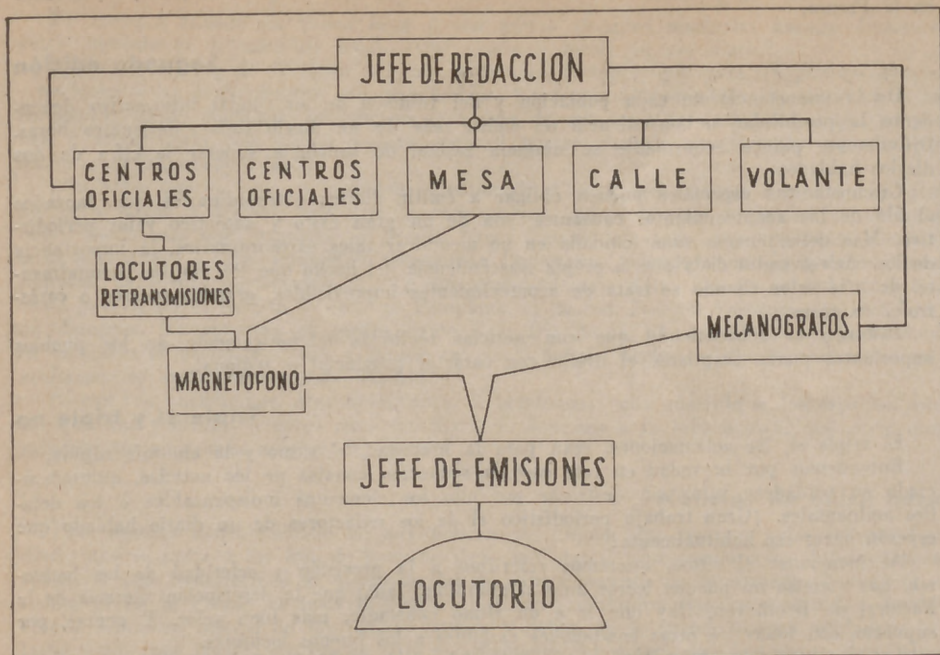 JEFE DE REDACCION
CENTROS
OFICIALES
CENTROS
OFICIALES
MESA
CALLE
VOLANTE
LOCUTORES
RETRANSMISIONES
MECANOGRAFOS
MAGNETOFONO
JEFE DE EMISIONES
LOCUTORIO